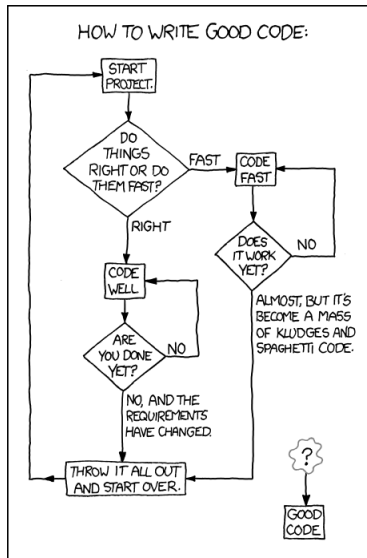 HOW TO WRITE GOOD CODE:
START
PROJECT.
DO
THINGS
RIGHT OR DO
THEM FAST?
FAST
CODE
FAST
RIGHT
DOES
IT WORK
YET?
NO
CODE
WELL
ALMOST, BUT IT'S
BECOME A MASS
OF KLUDGES AND
SPAGHETTI CODE.
ARE
YOU DONE
YET?
NO
NO, AND THE
REQUIREMENTS
HAVE CHANGED.
THROW IT ALL OUT
AND START OVER.
?
GOOD
CODE